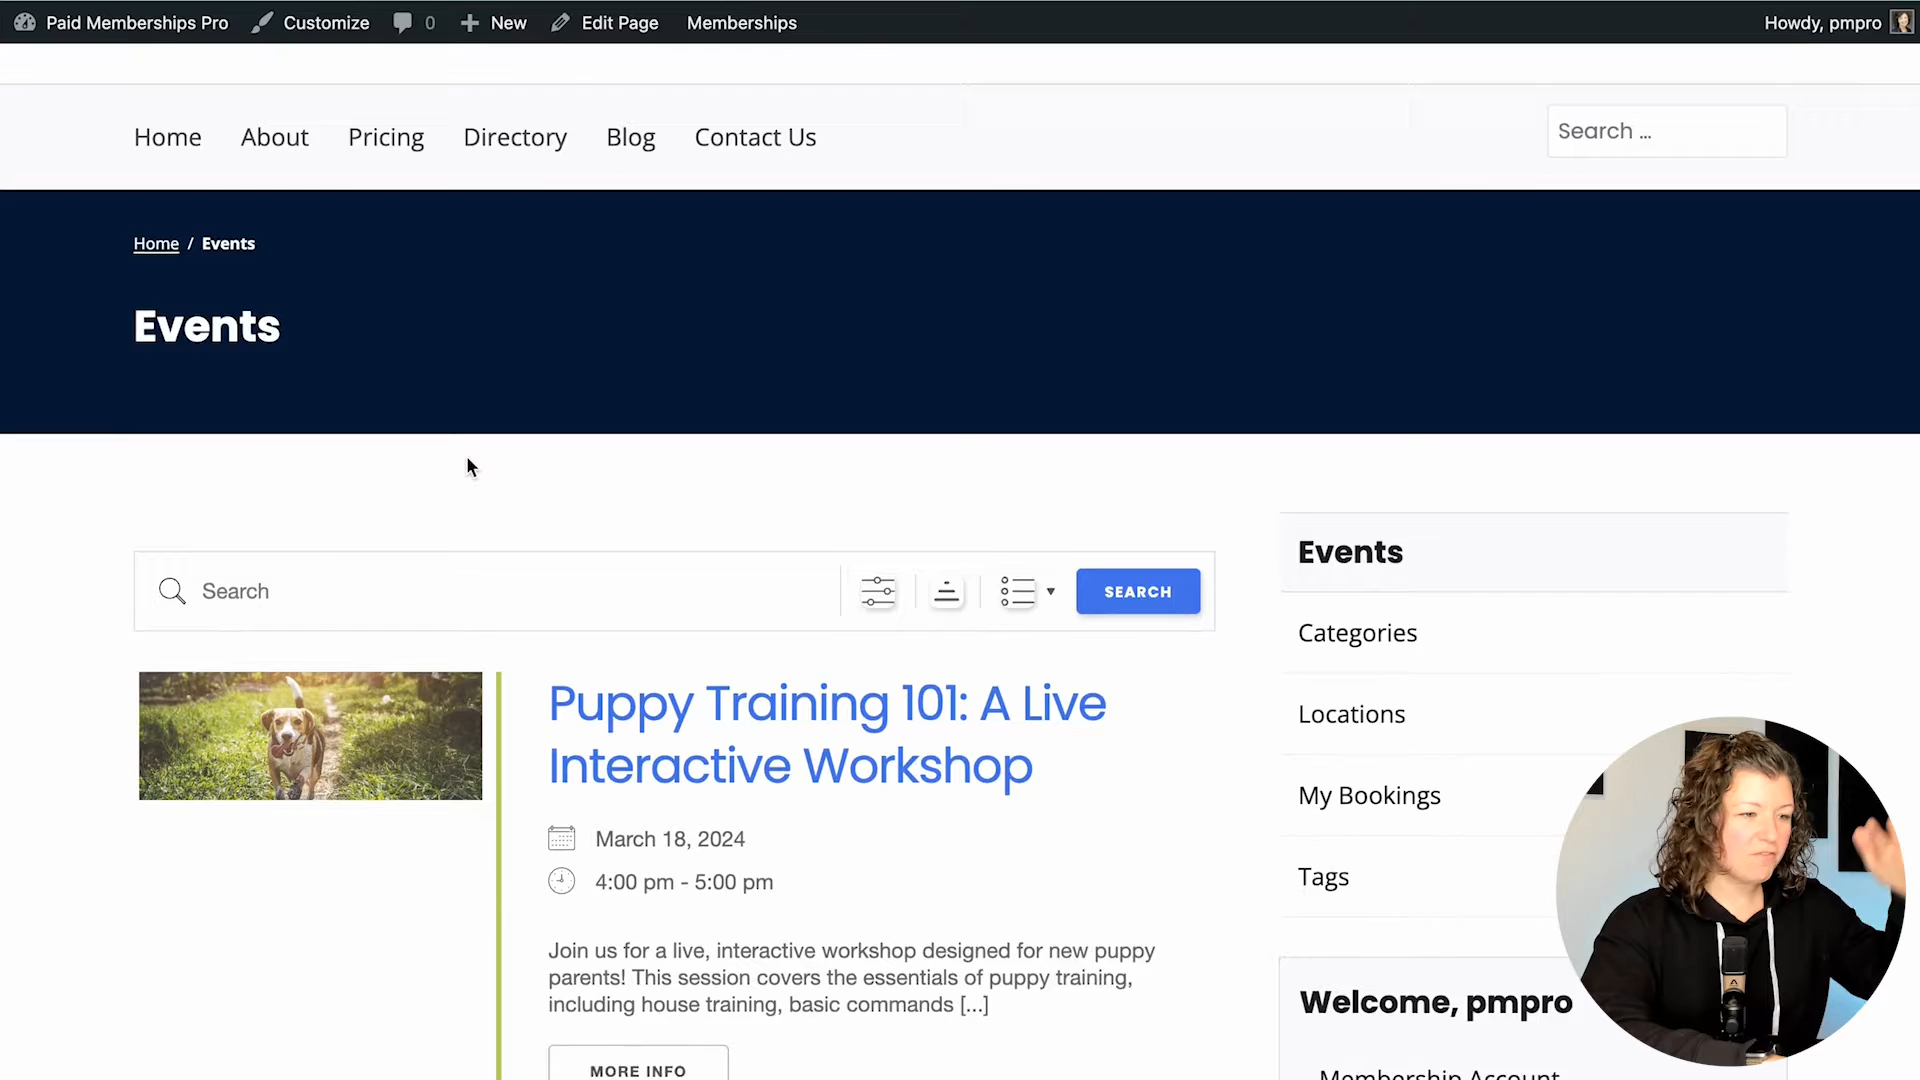 Paid Memberships Pro Customize 0 New Edit Page Memberships Howdy, pmpro
Home About Pricing Directory Blog Contact Us Search ...
Home / Events
Events
Search SEARCH
Puppy Training 101: A Live
Interactive Workshop
March 18, 2024
4:00 pm - 5:00 pm
Join us for a live, interactive workshop designed for new puppy
parents! This session covers the essentials of puppy training,
including house training, basic commands [...]
MORE INFO
Events
Categories
Locations
My Bookings
Tags
Welcome, pmpro
Membership Account